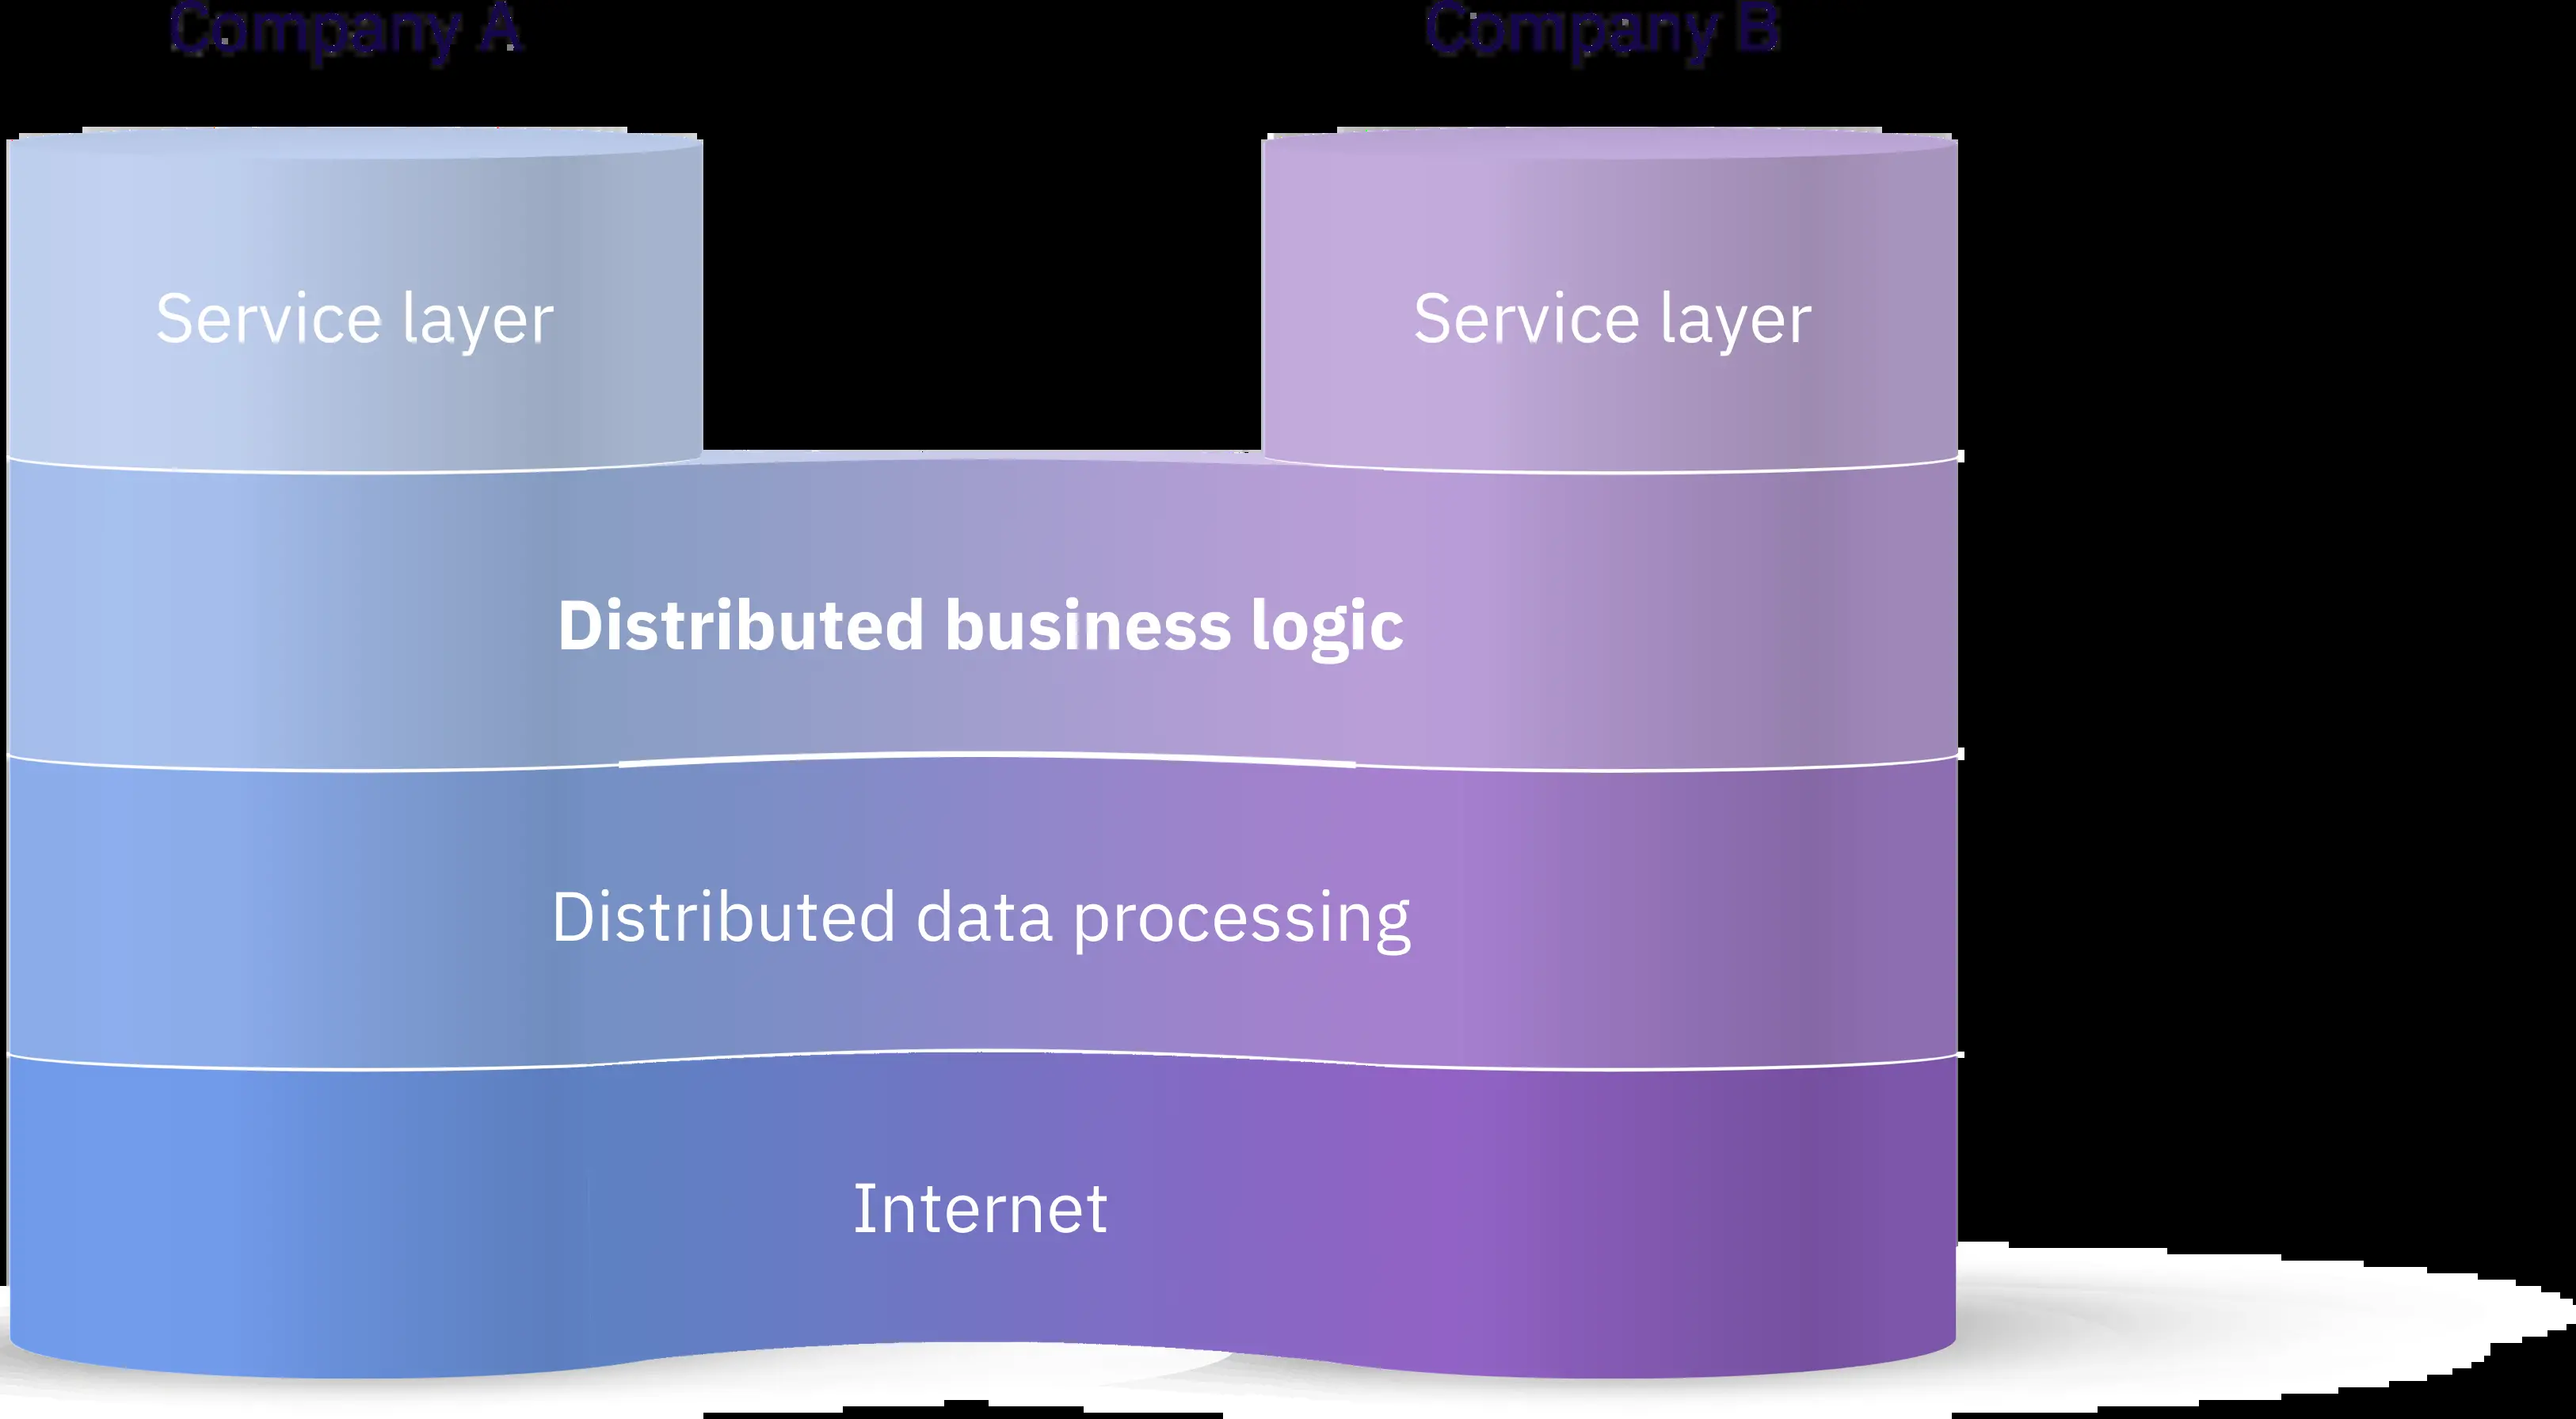 Company A
Company B
Service layer
Service layer
Distributed business logic
Distributed data processing
Internet